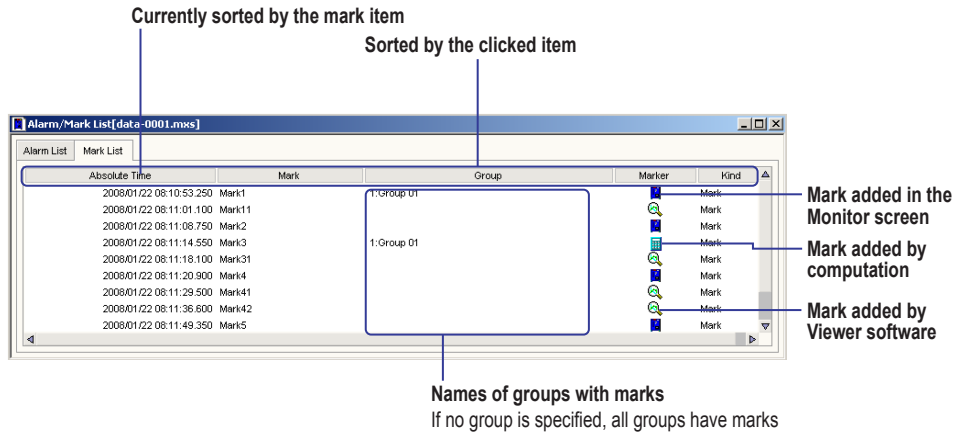 Currently sorted by the mark item
Sorted by the clicked item
Alarm/Mark List[data-0001.mxs]
Alarm List Mark List
Absolute Time Mark Group Marker Kind
2008/01/22 08:10:53.250 Mark1 1:Group 01 Mark
2008/01/22 08:11:01.100 Mark11 Mark
2008/01/22 08:11:08.750 Mark2 Mark
2008/01/22 08:11:14.550 Mark3 1:Group 01 Mark
2008/01/22 08:11:18.100 Mark31 Mark
2008/01/22 08:11:20.900 Mark4 Mark
2008/01/22 08:11:29.500 Mark41 Mark
2008/01/22 08:11:36.600 Mark42 Mark
2008/01/22 08:11:49.350 Mark5 Mark
Mark added in the
Monitor screen
Mark added by
computation
Mark added by
Viewer software
Names of groups with marks
If no group is specified, all groups have marks